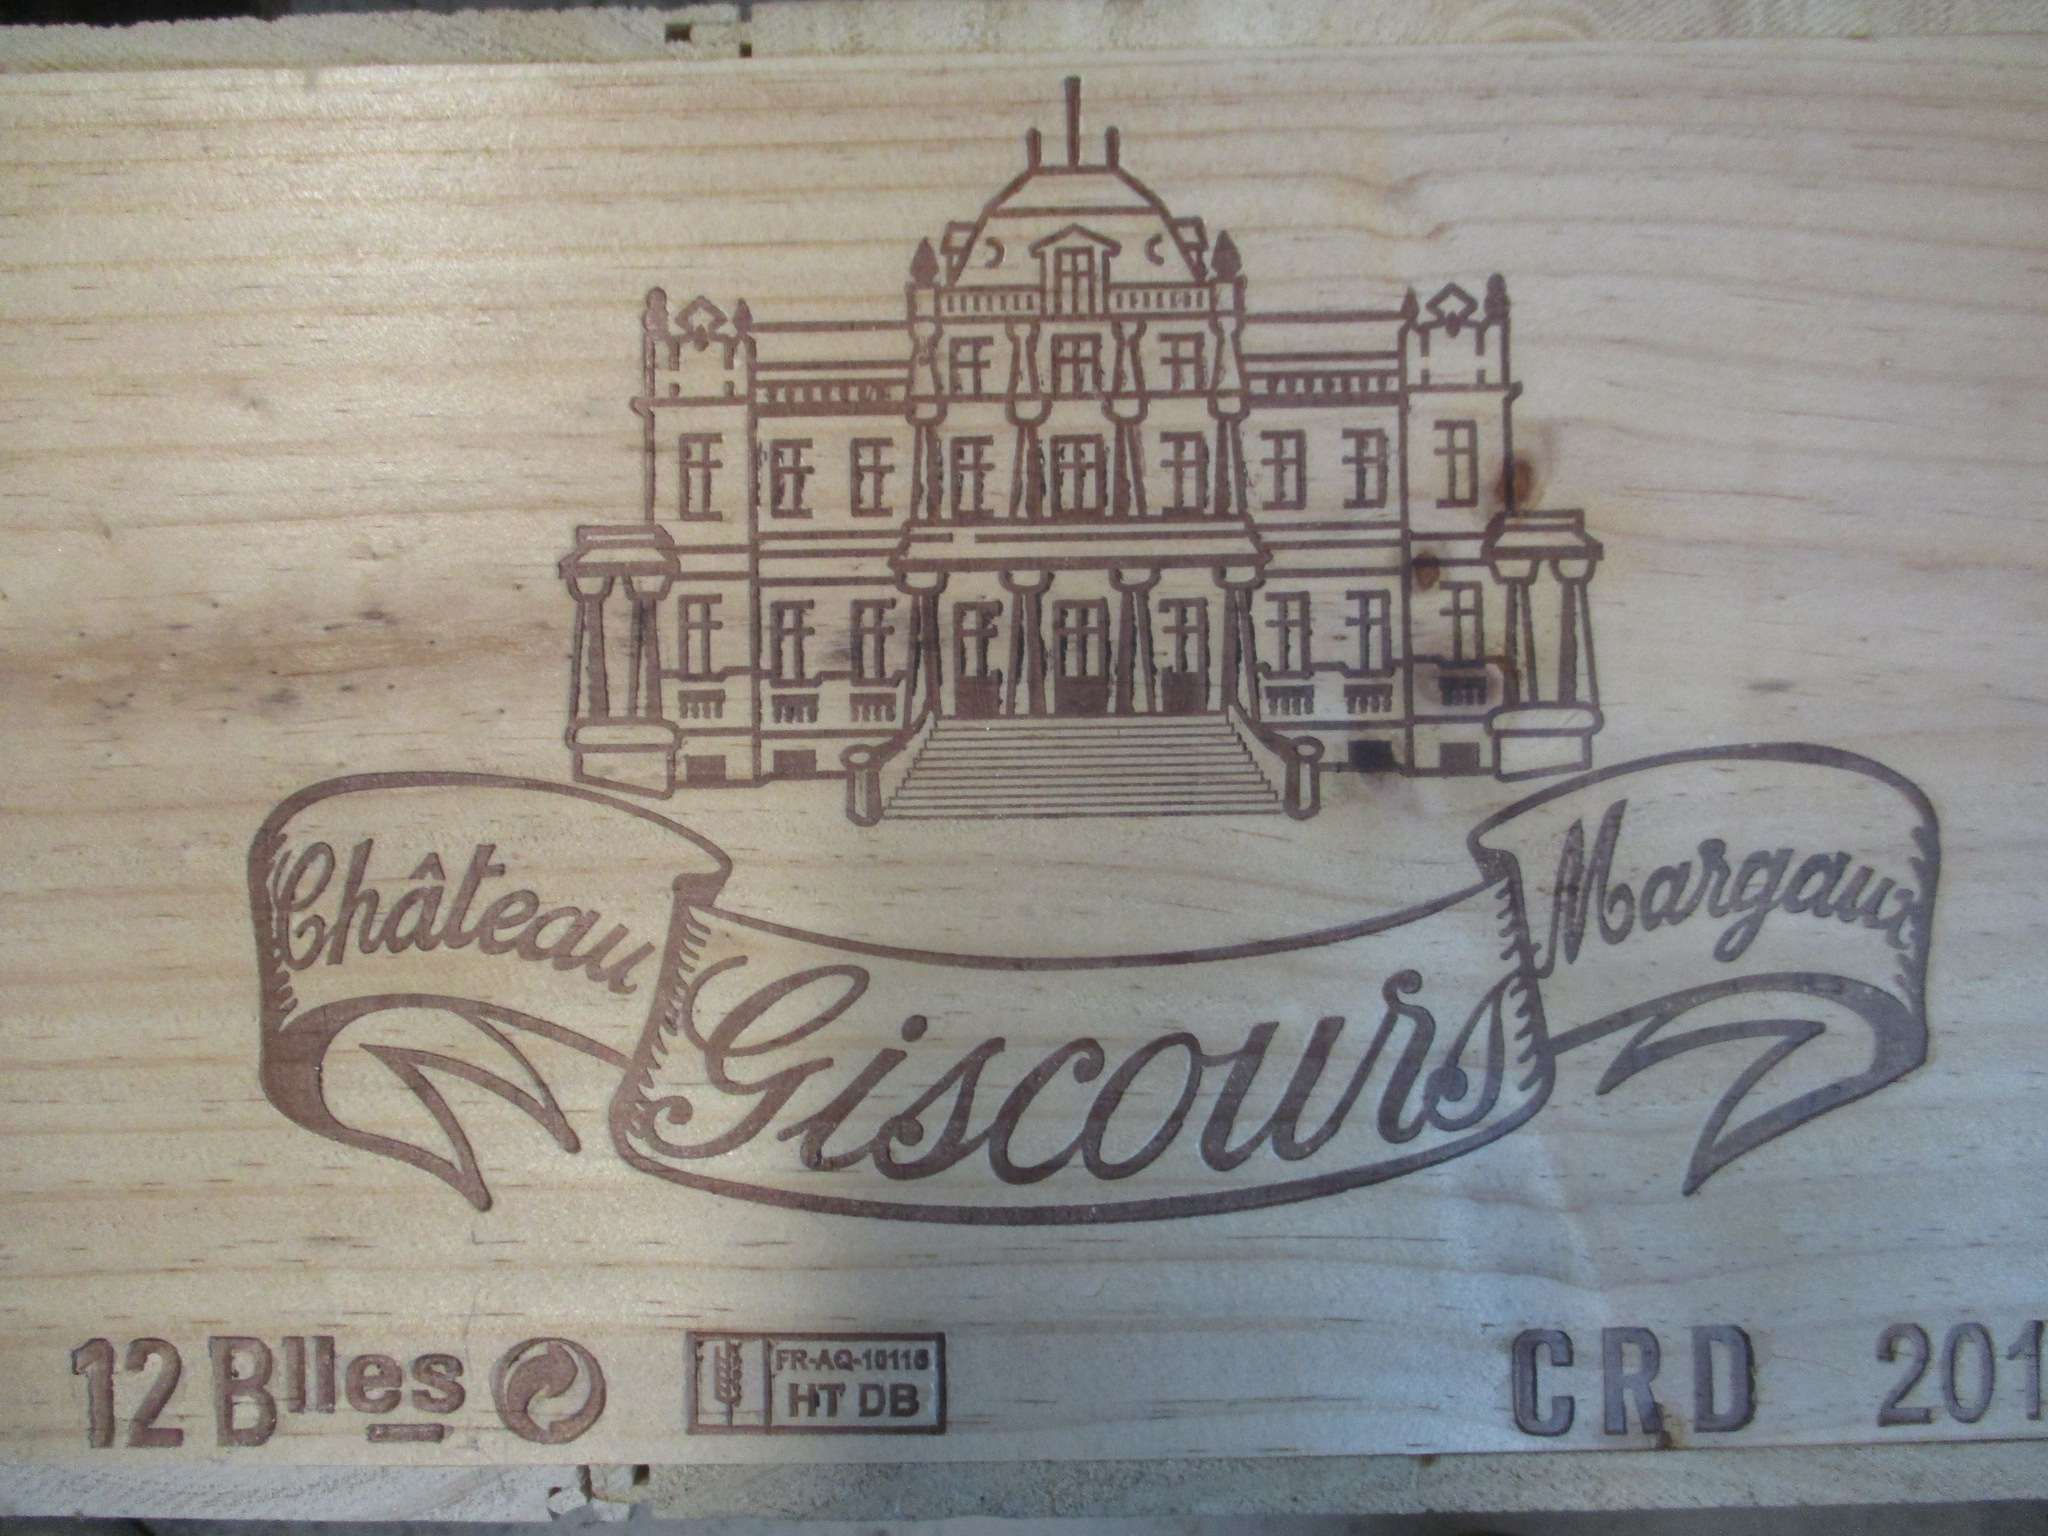 Château Giscours Margaux
12 Blles FR-AQ-10116 CRD 201
HT DB